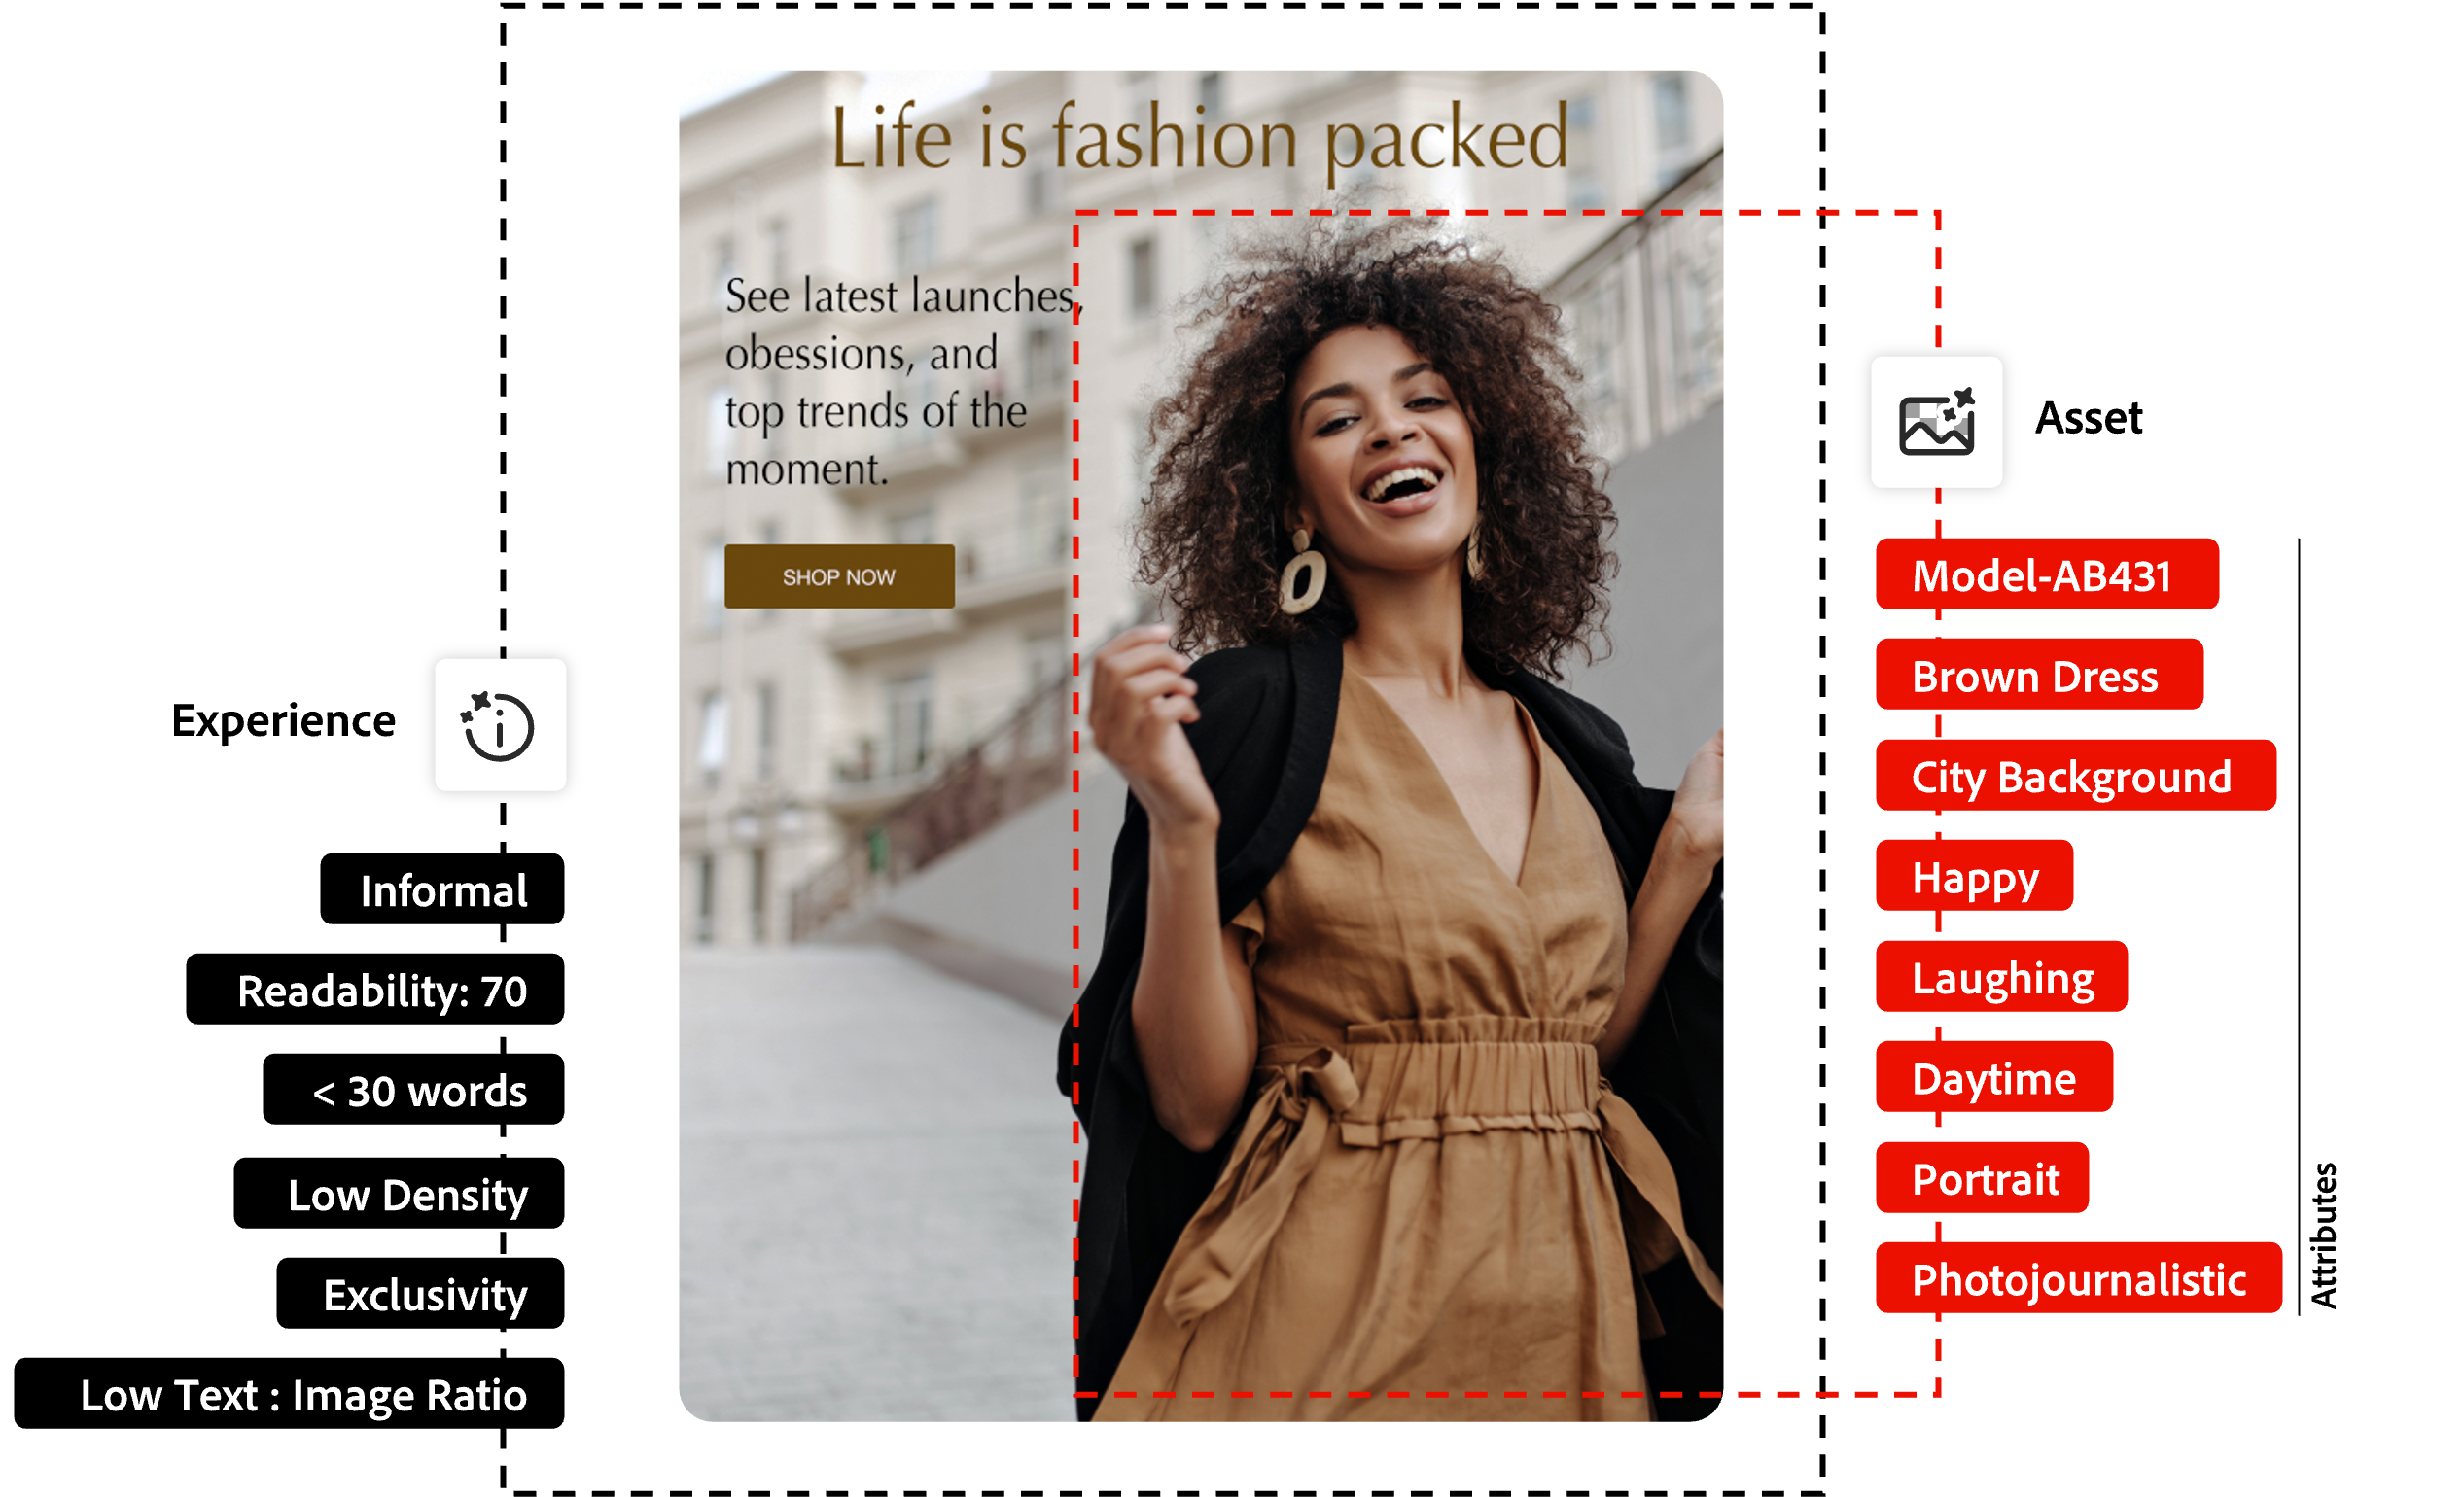 Life is fashion packed
See latest launches,
obessions, and
top trends of the
moment.
SHOP NOW
Experience
Informal
Readability: 70
< 30 words
Low Density
Exclusivity
Low Text : Image Ratio
Asset
Model-AB431
Brown Dress
City Background
Happy
Laughing
Daytime
Portrait
Photojournalistic
Attributes